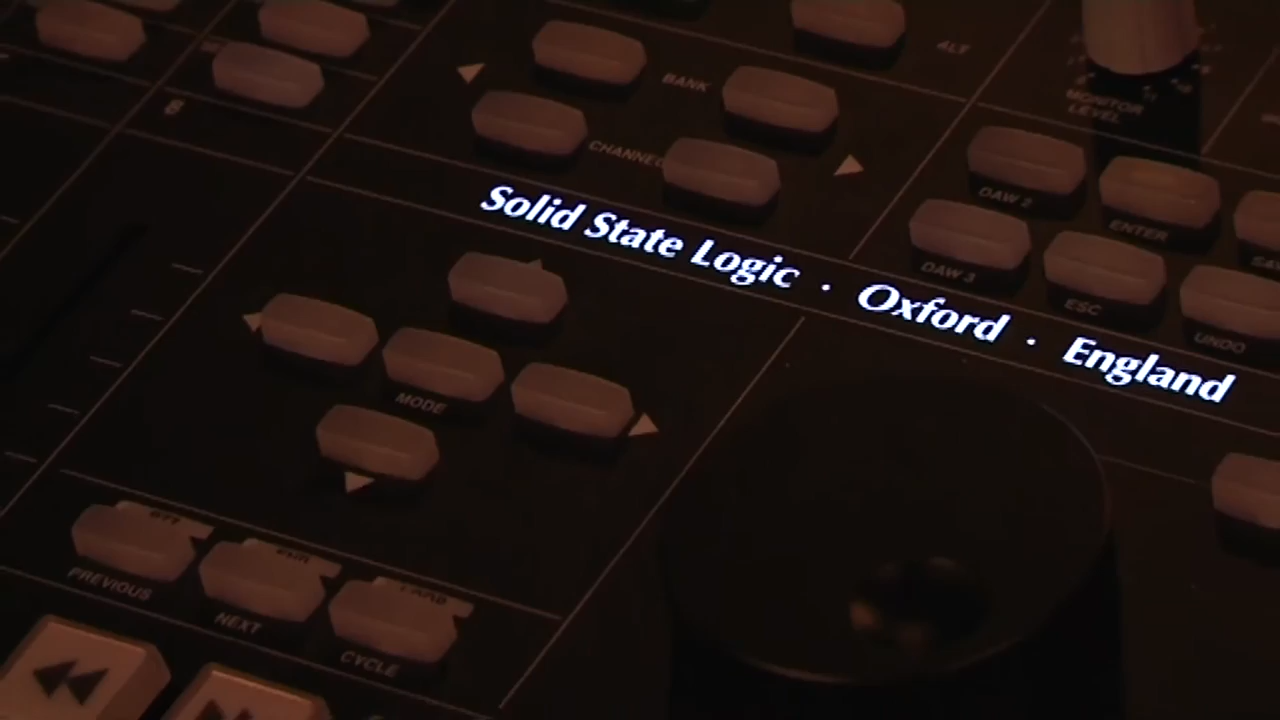 ALT
BANK
MONITOR
LEVEL
8
CHANNEL
DAW 2
ENTER
Solid State Logic · Oxford · England
DAW 3
ESC
UNDO
MODE
PREVIOUS
NEXT
CYCLE